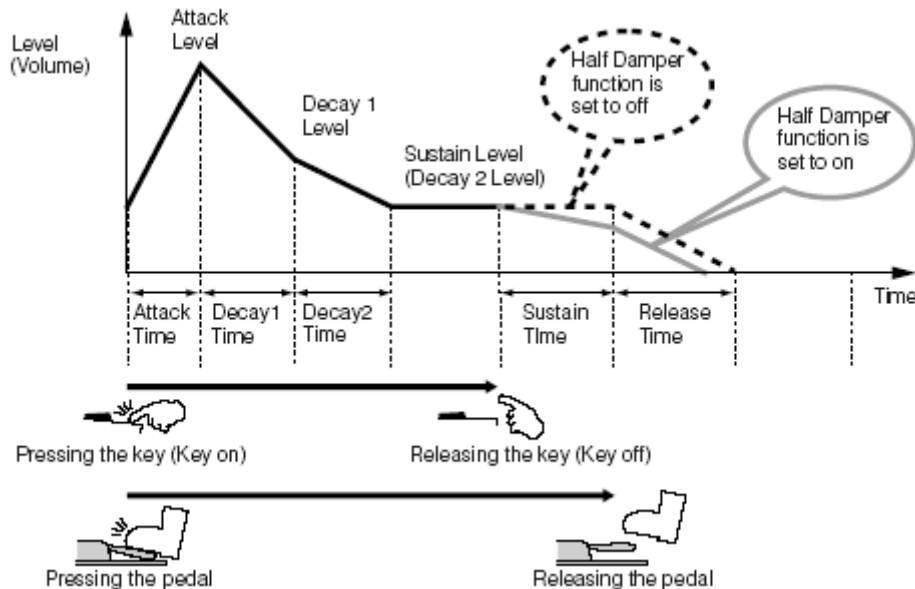 Attack
Level
Level
(Volume)
Decay 1
Level
Sustain Level
(Decay 2 Level)
Half Damper
function is
set to off
Half Damper
function is
set to on
Time
Attack
Time
Decay1
Time
Decay2
Time
Sustain
TIme
Release
Time
Pressing the key (Key on)
Releasing the key (Key off)
Pressing the pedal
Releasing the pedal